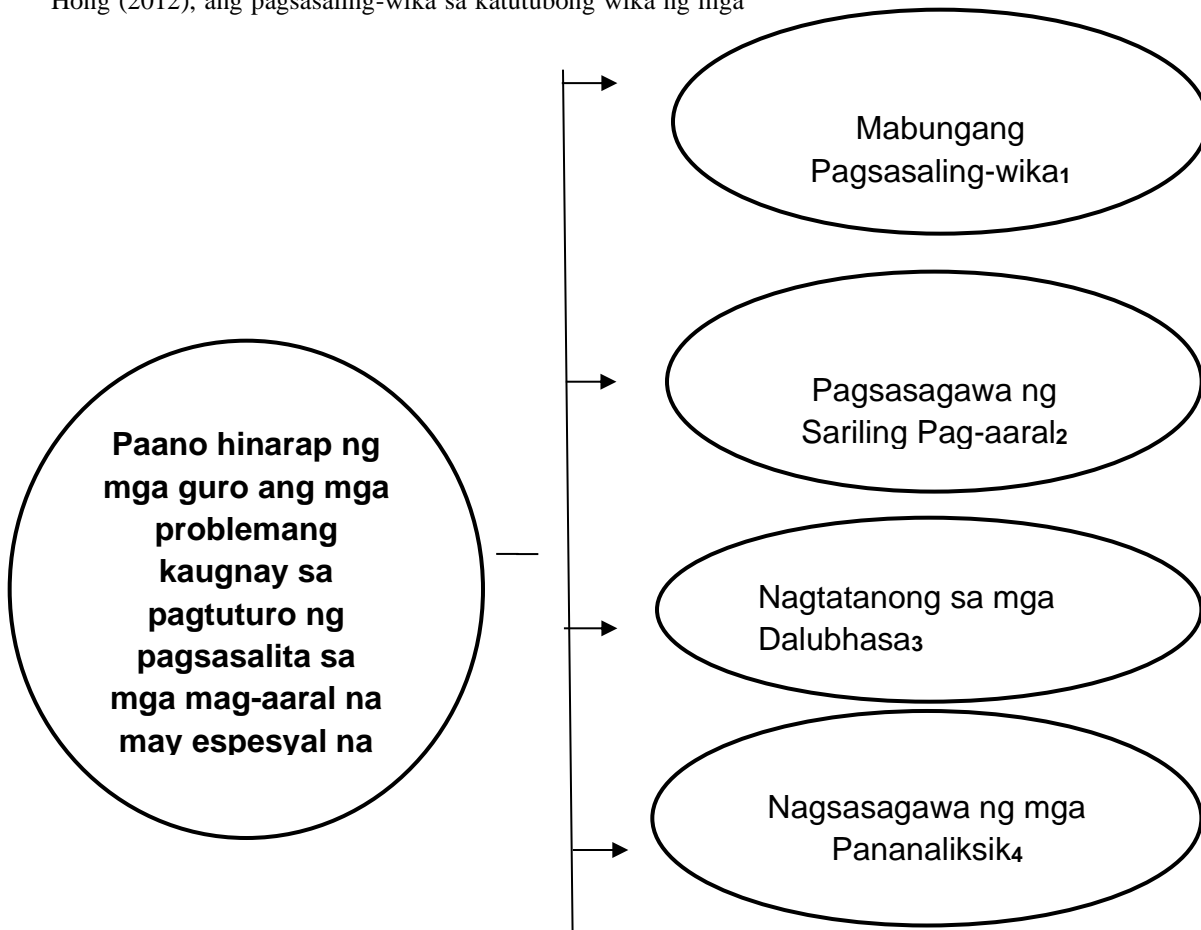 Hong (2012), ang pagsasaling-wika sa katutubong wika ng mga
Mabungang
Pagsasaling-wika1
Pagsasagawa ng
Sariling Pag-aaral2
Paano hinarap ng
mga guro ang mga
problemang
kaugnay sa
pagtuturo ng
pagsasalita sa
mga mag-aaral na
may espesyal na
Nagtatanong sa mga
Dalubhasa3
Nagsasagawa ng mga
Pananaliksik4